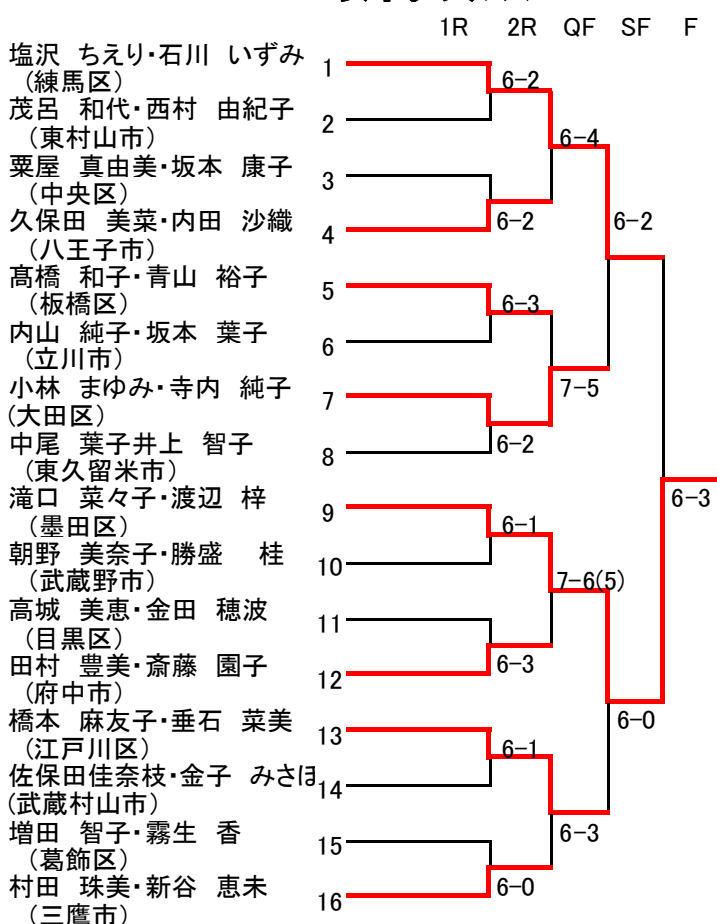 1R 2R QF SF F
塩沢 ちえり・石川 いずみ
(練馬区)
1
6-2
茂呂 和代・西村 由紀子
(東村山市)
2
6-4
粟屋 真由美・坂本 康子
(中央区)
3
久保田 美菜・内田 沙織
(八王子市)
4
6-2
6-2
髙橋 和子・青山 裕子
(板橋区)
5
6-3
内山 純子・坂本 葉子
(立川市)
6
小林 まゆみ・寺内 純子
(大田区)
7
7-5
中尾 葉子井上 智子
(東久留米市)
8
6-2
滝口 菜々子・渡辺 梓
(墨田区)
9
6-1
6-3
朝野 美奈子・勝盛 桂
(武蔵野市)
10
7-6(5)
高城 美恵・金田 穂波
(目黒区)
11
田村 豊美・斎藤 園子
(府中市)
12
6-3
橋本 麻友子・垂石 菜美
(江戸川区)
13
6-1
6-0
佐保田佳奈枝・金子 みさほ
(武蔵村山市)
14
増田 智子・霧生 香
(葛飾区)
15
6-3
村田 珠美・新谷 恵未
(三鷹市)
16
6-0